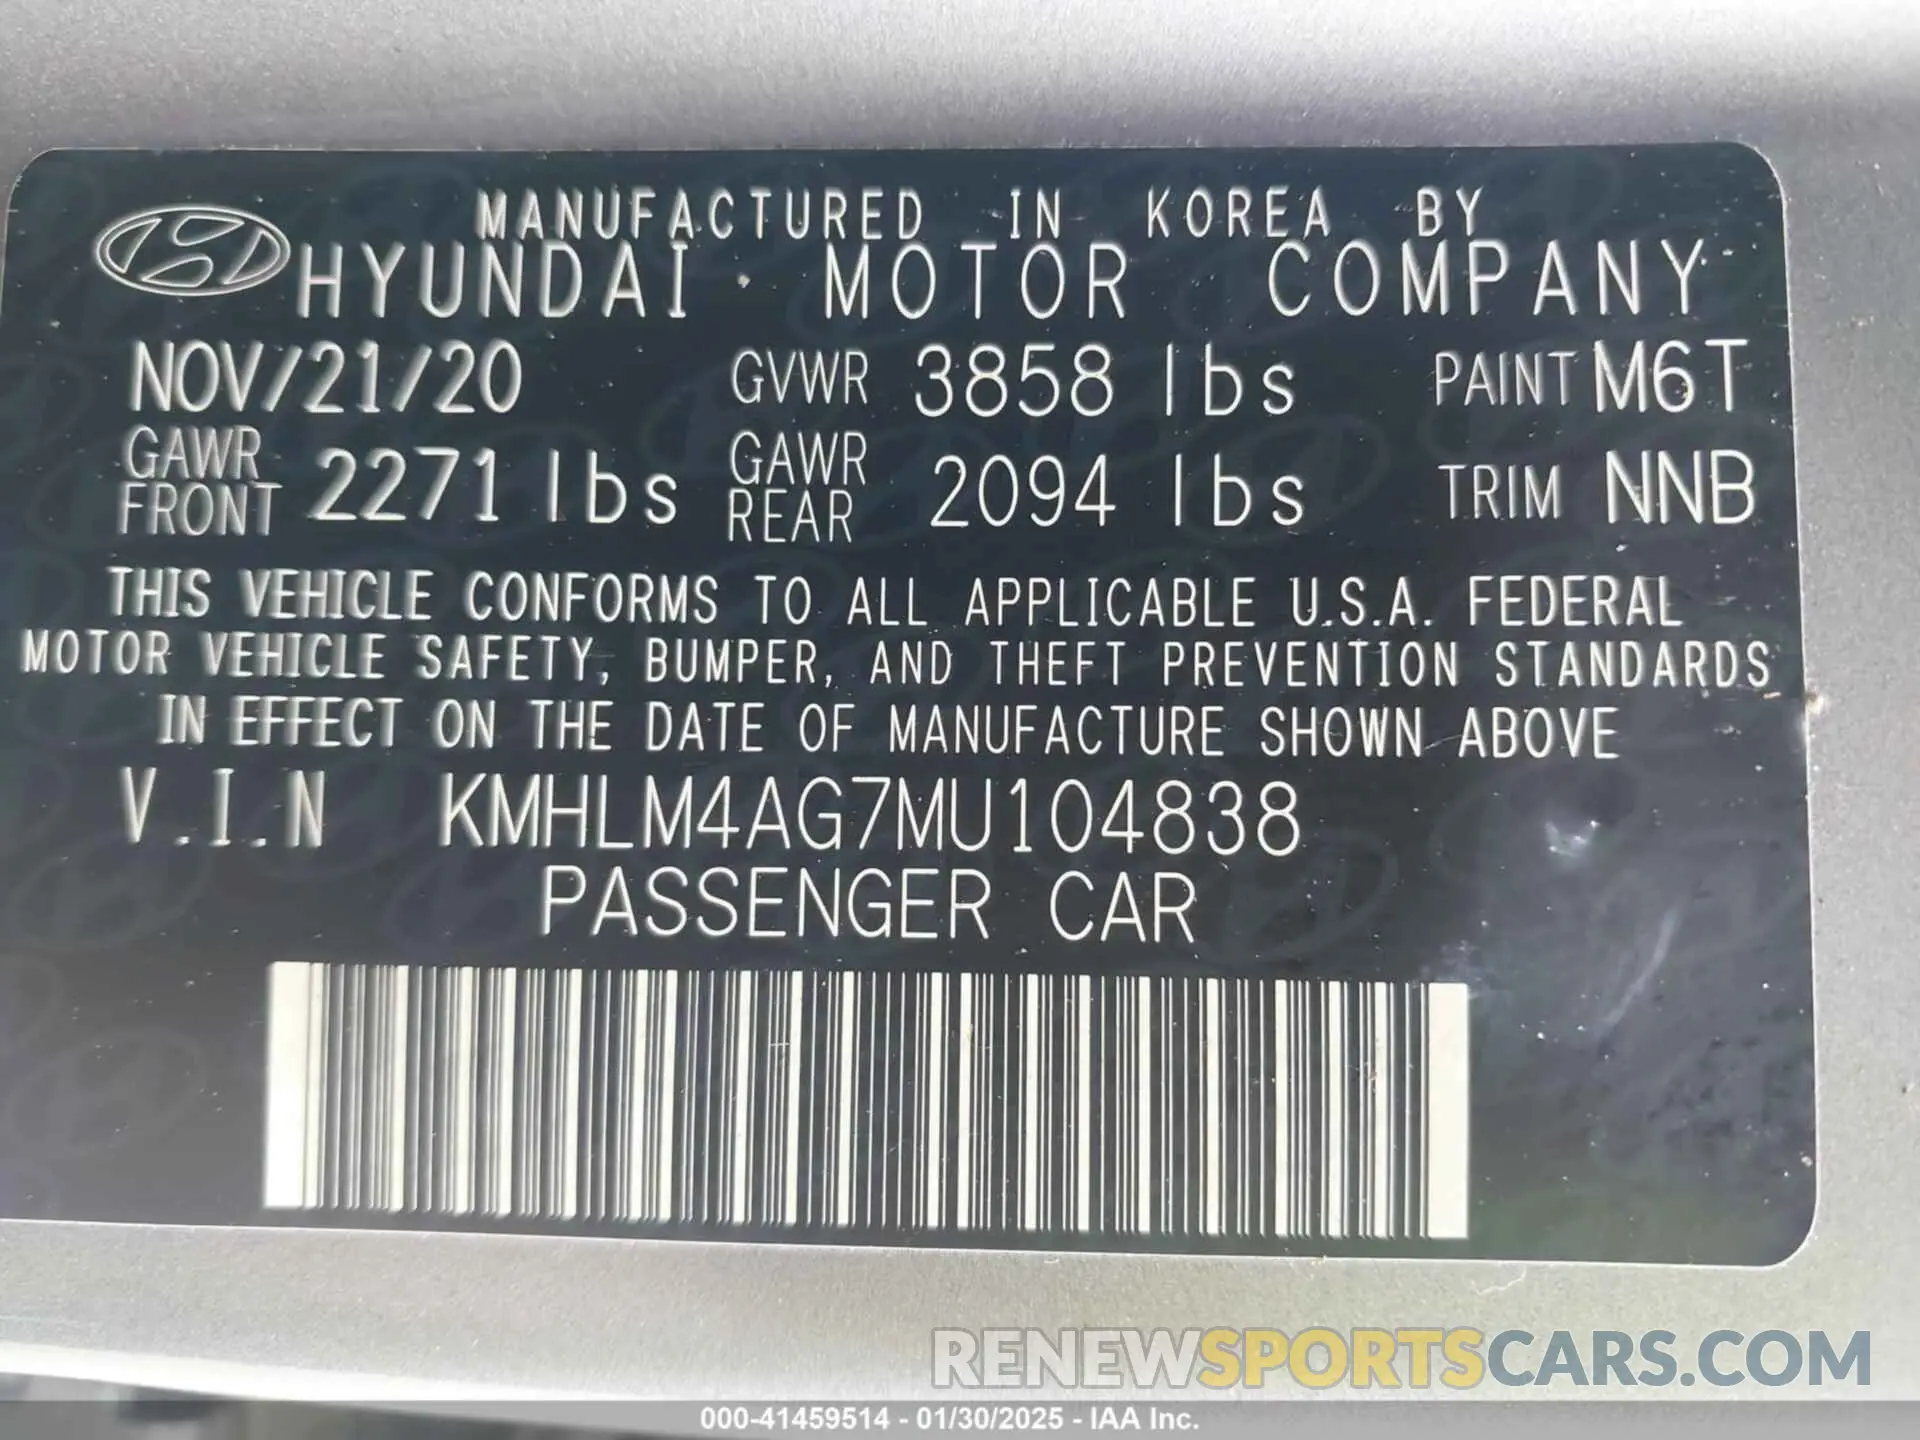 MANUFACTURED IN KOREA BY
HYUNDAI MOTOR COMPANY
NOV/21/20 GVWR 3858 lbs PAINT M6T
GAWR FRONT 2271 lbs GAWR REAR 2094 lbs TRIM NNB
THIS VEHICLE CONFORMS TO ALL APPLICABLE U.S.A. FEDERAL
MOTOR VEHICLE SAFETY, BUMPER, AND THEFT PREVENTION STANDARDS
IN EFFECT ON THE DATE OF MANUFACTURE SHOWN ABOVE
V.I.N KMHLM4AG7MU104838
PASSENGER CAR
RENEWSPORTSCARS.COM
000-41459514 - 01/30/2025 - IAA Inc.